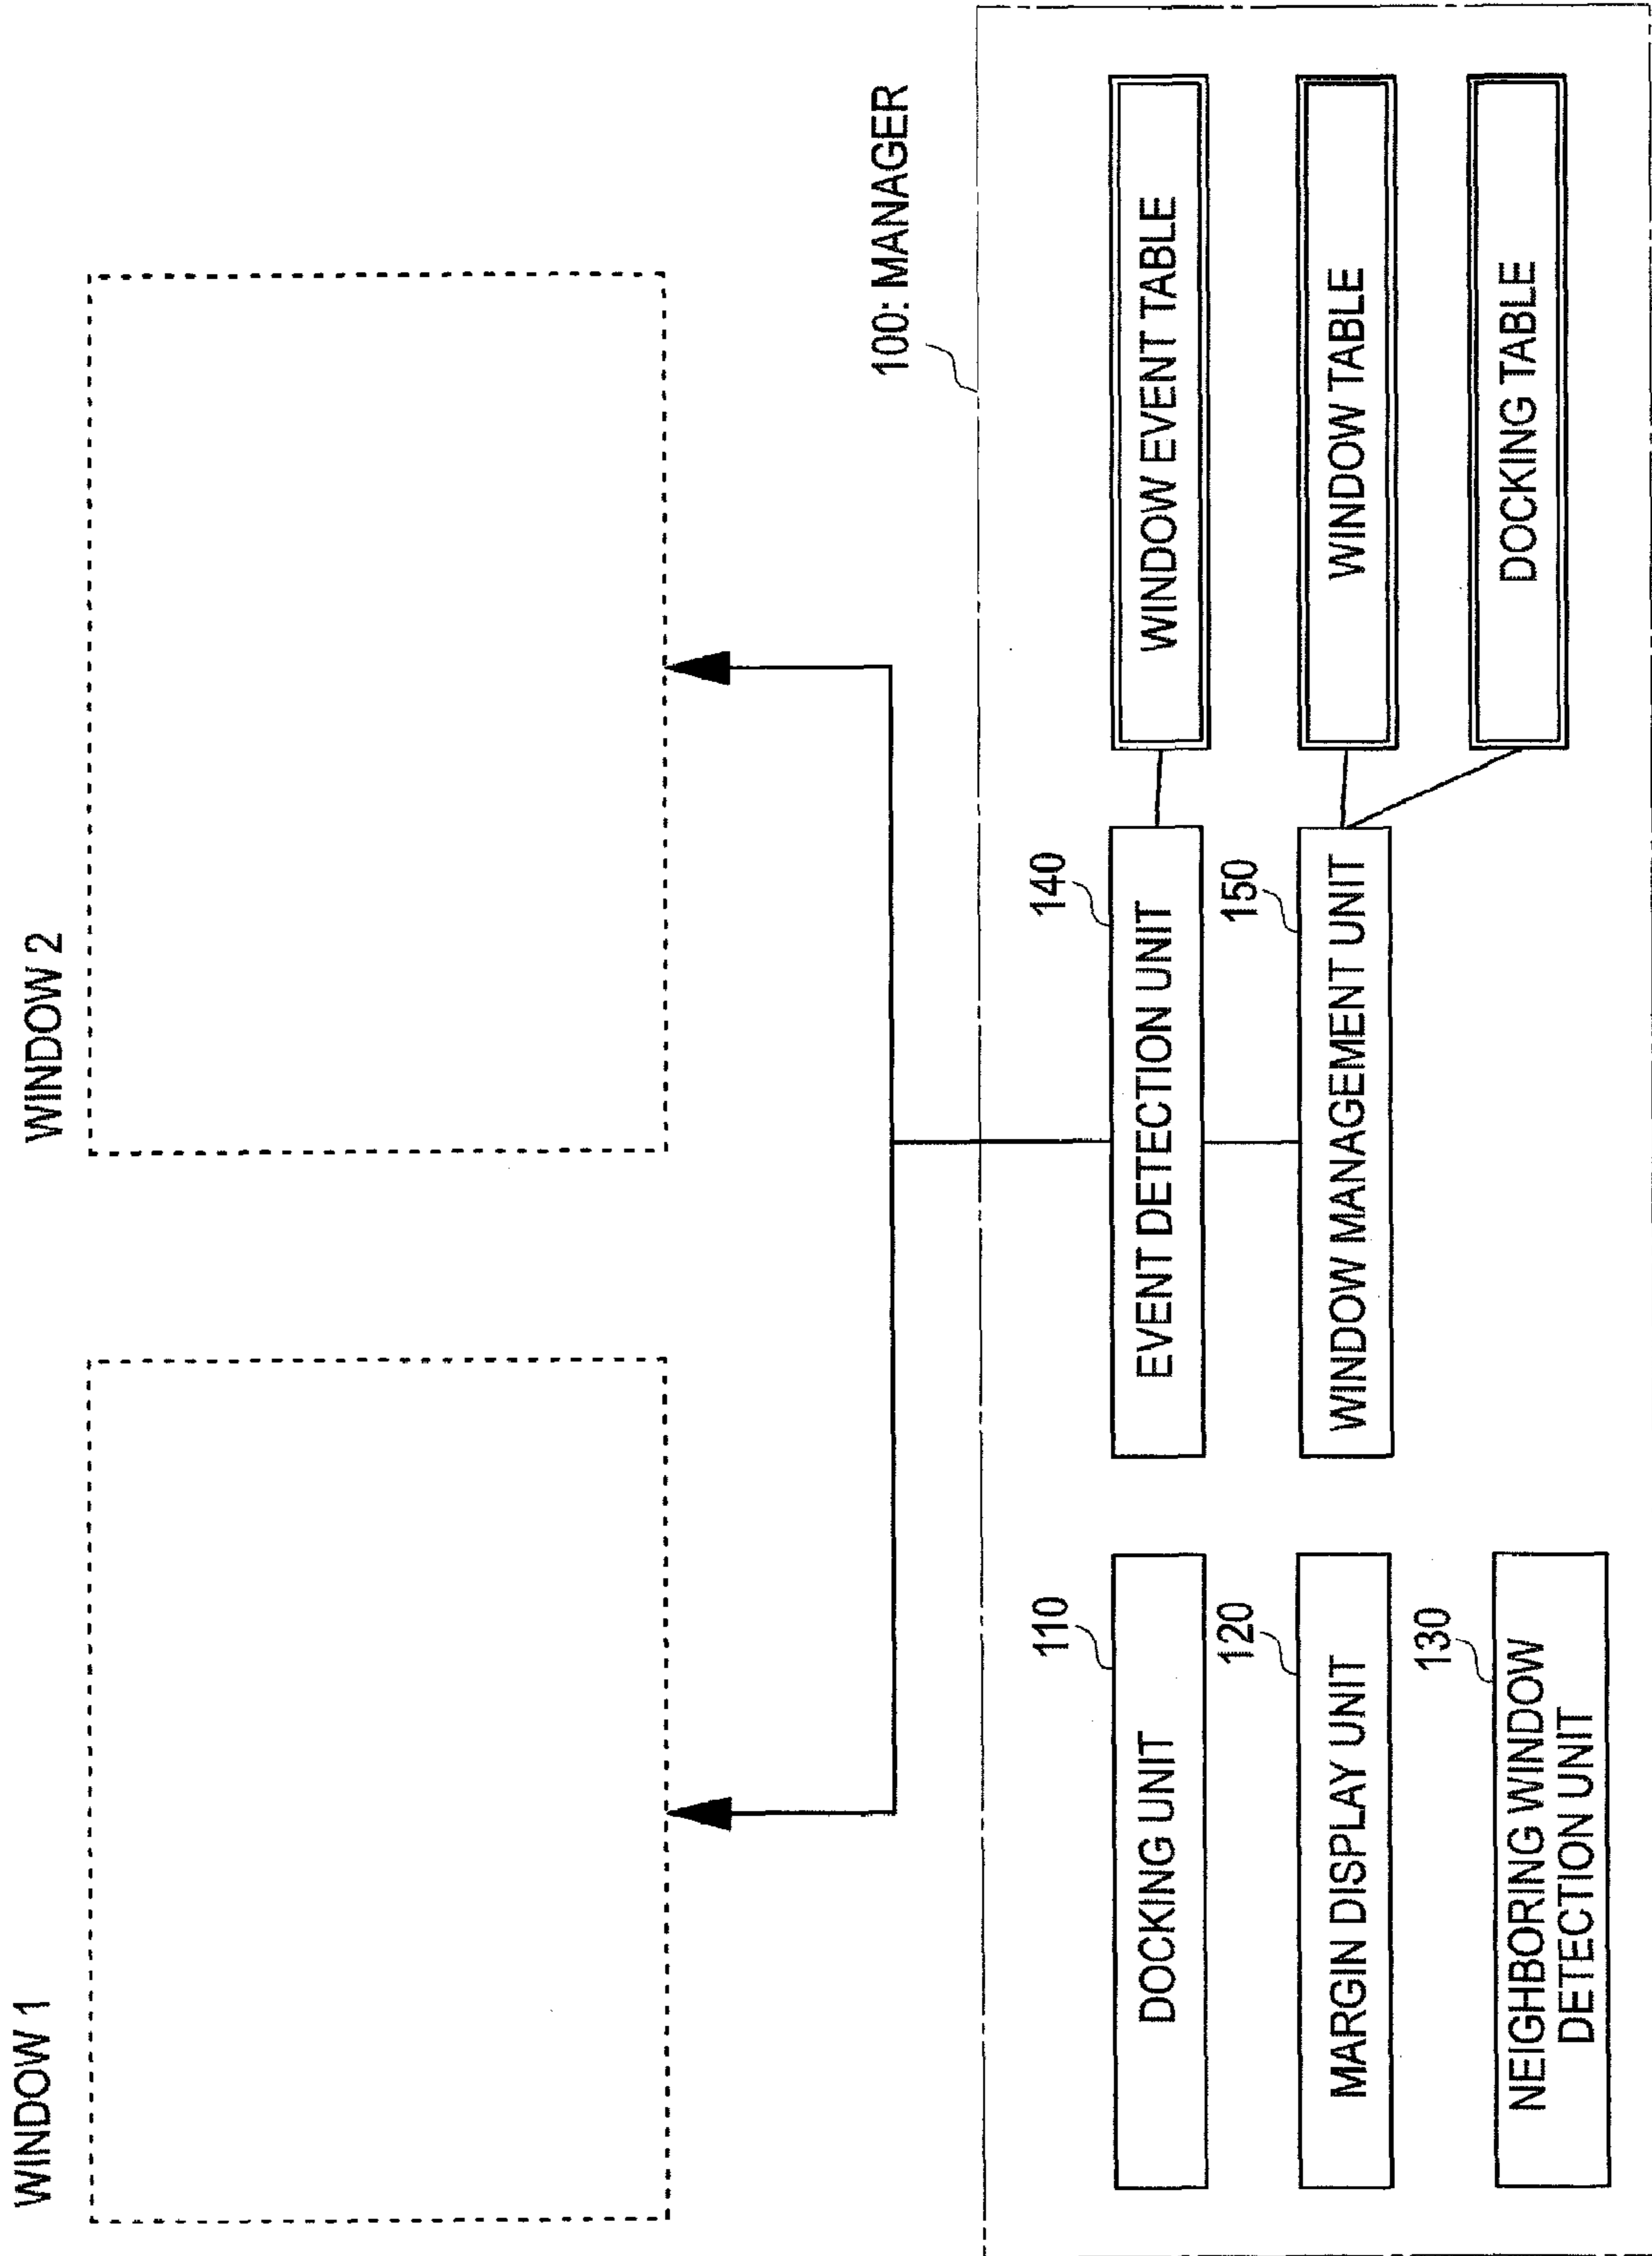 WINDOW 1
WINDOW 2
100: MANAGER
110
DOCKING UNIT
120
MARGIN DISPLAY UNIT
130
NEIGHBORING WINDOW
DETECTION UNIT
140
EVENT DETECTION UNIT
150
WINDOW MANAGEMENT UNIT
WINDOW EVENT TABLE
WINDOW TABLE
DOCKING TABLE